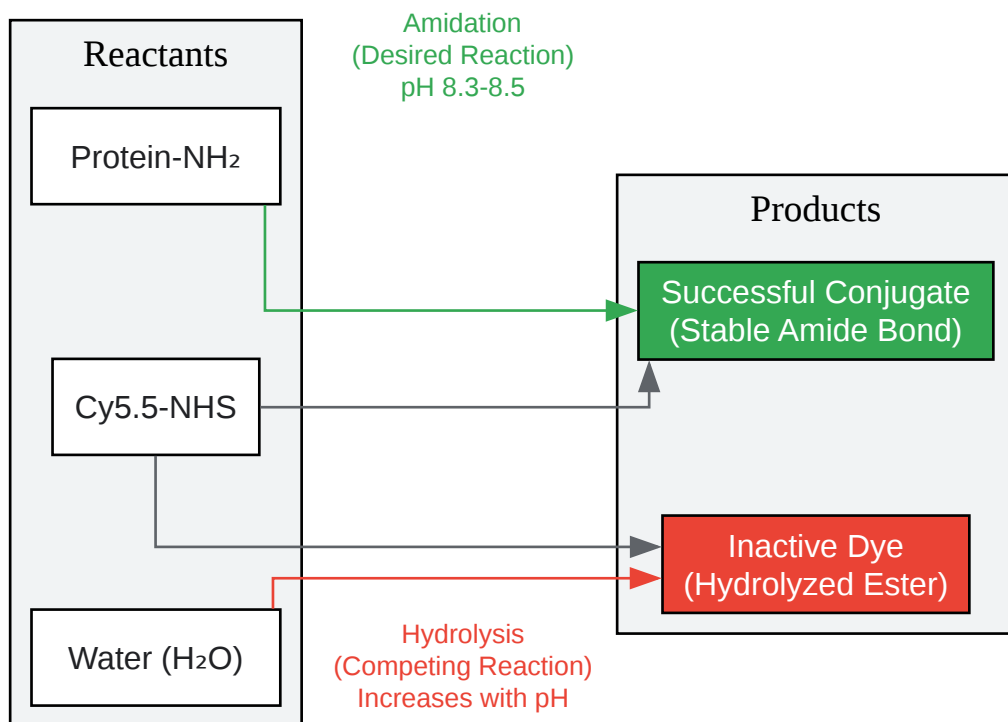 Amidation
(Desired Reaction)
pH 8.3-8.5
Reactants
Protein-NH₂
Products
Successful Conjugate
(Stable Amide Bond)
Cy5.5-NHS
Inactive Dye
(Hydrolyzed Ester)
Water (H₂O)
Hydrolysis
(Competing Reaction)
Increases with pH